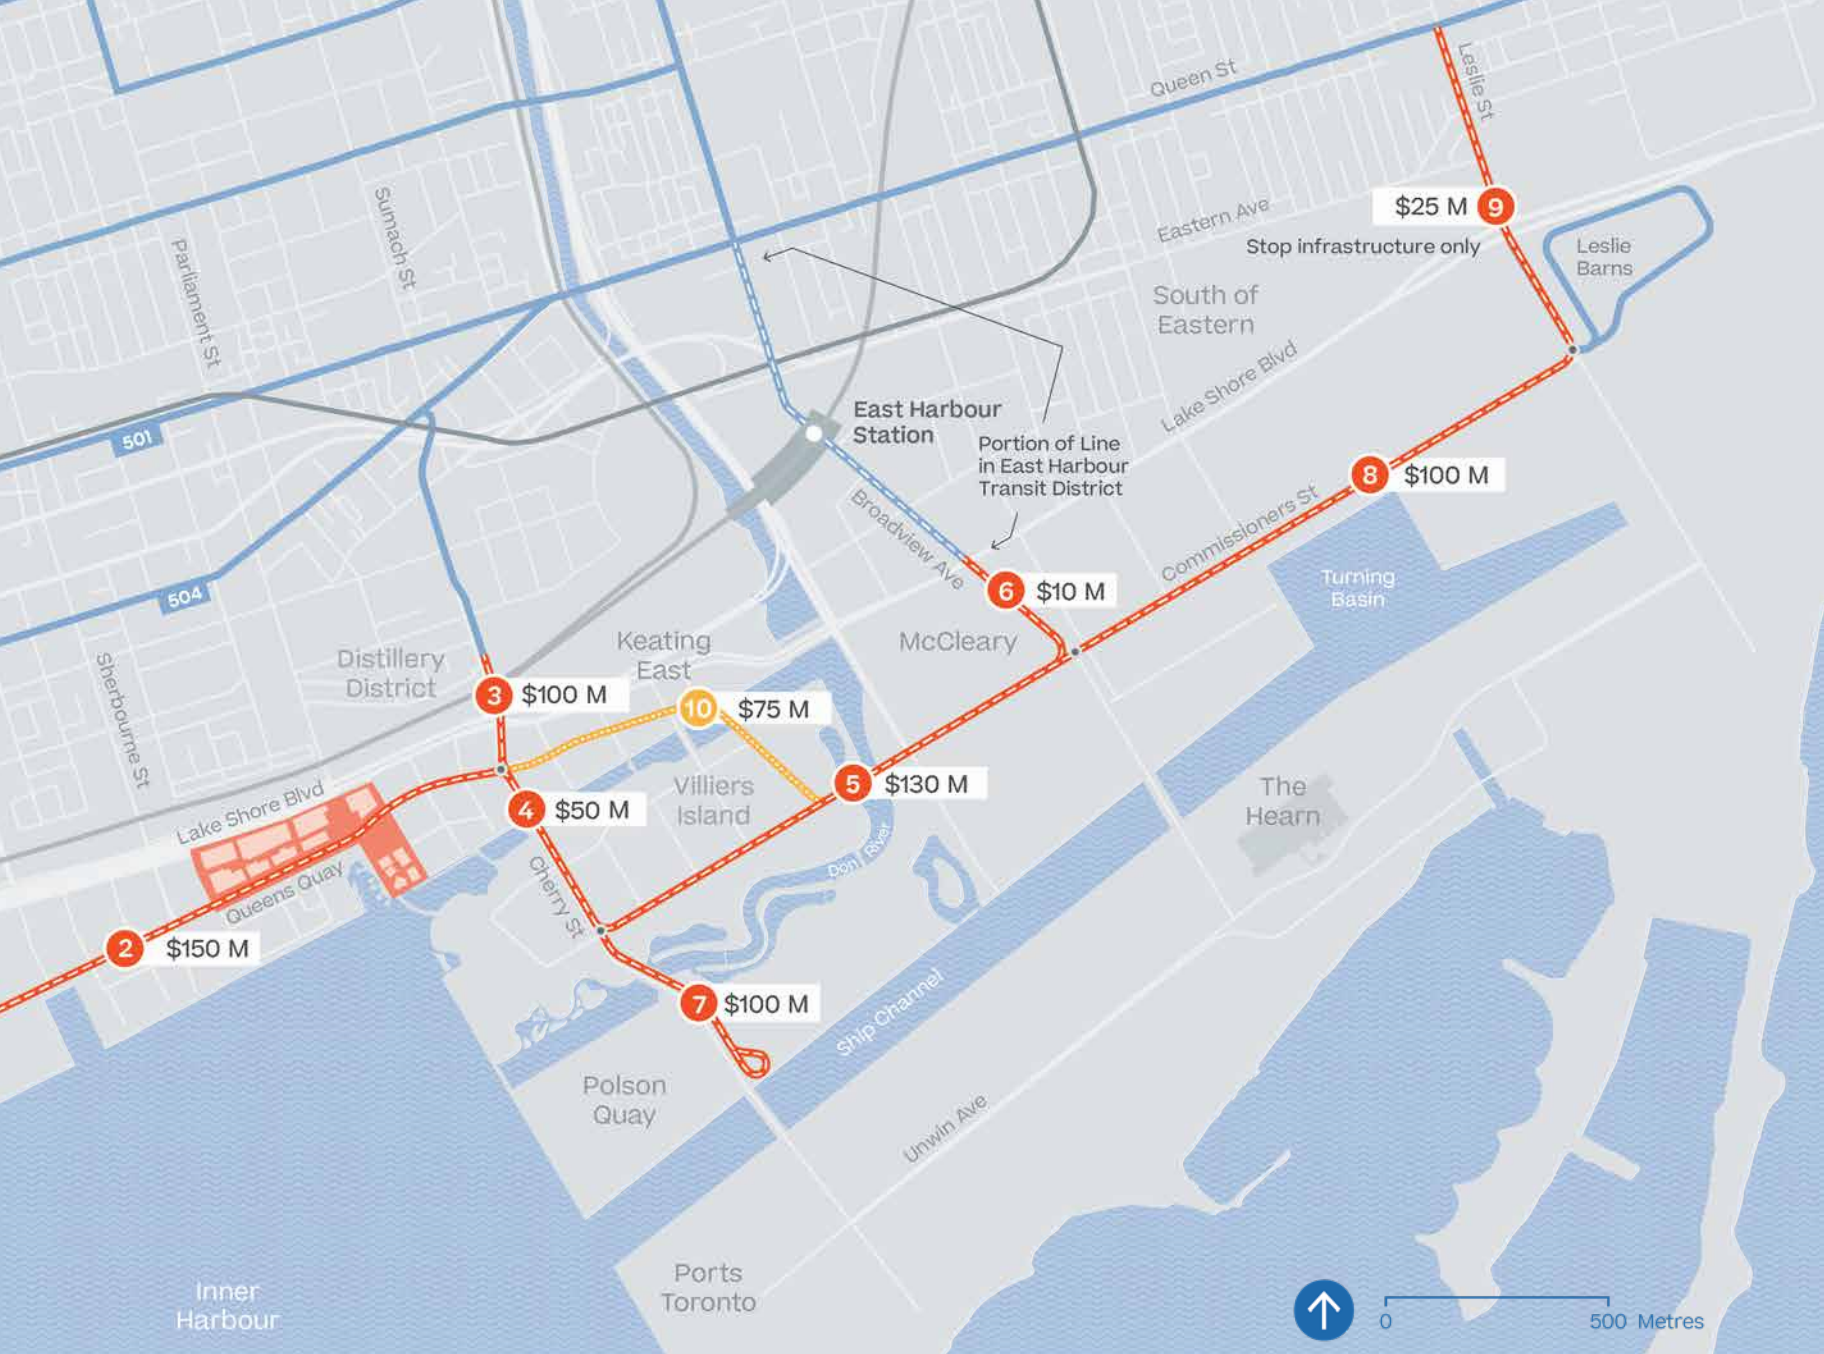 Queen St
Leslie St
Sumach St
Parliament St
Eastern Ave
$25 M
9
Stop infrastructure only
Leslie
Barns
South of
Eastern
Lake Shore Blvd
East Harbour
Station
501
Portion of Line
in East Harbour
Transit District
8
$100 M
Broadview Ave
Commissioners St
504
6
$10 M
Turning
Basin
Keating
East
McCleary
Distillery
District
Sherbourne St
3
$100 M
10
$75 M
Villiers
Island
5
$130 M
The
Hearn
4
$50 M
Lake Shore Blvd
Queens Quay
Cherry St
Don River
2
$150 M
7
$100 M
Ship Channel
Polson
Quay
Unwin Ave
Ports
Toronto
Inner
Harbour
0
500 Metres